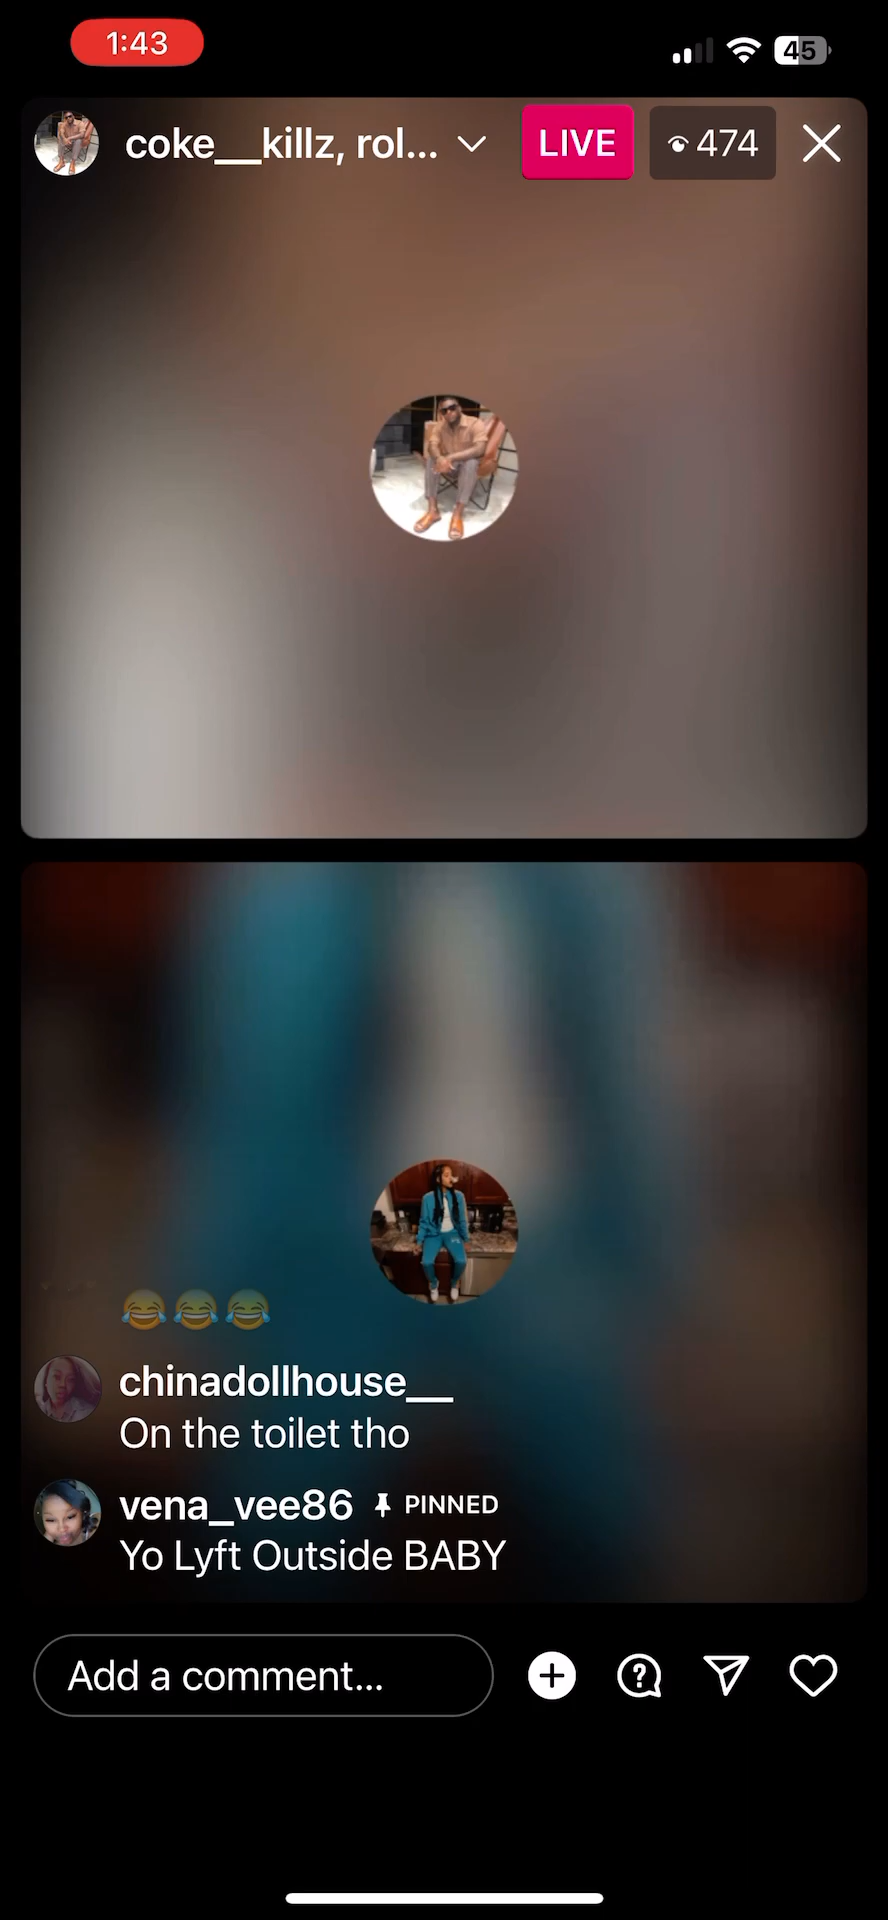 1:43
45
coke__killz, rol...
LIVE
474
😂😂😂
chinadollhouse__
On the toilet tho
vena_vee86 PINNED
Yo Lyft Outside BABY
Add a comment...